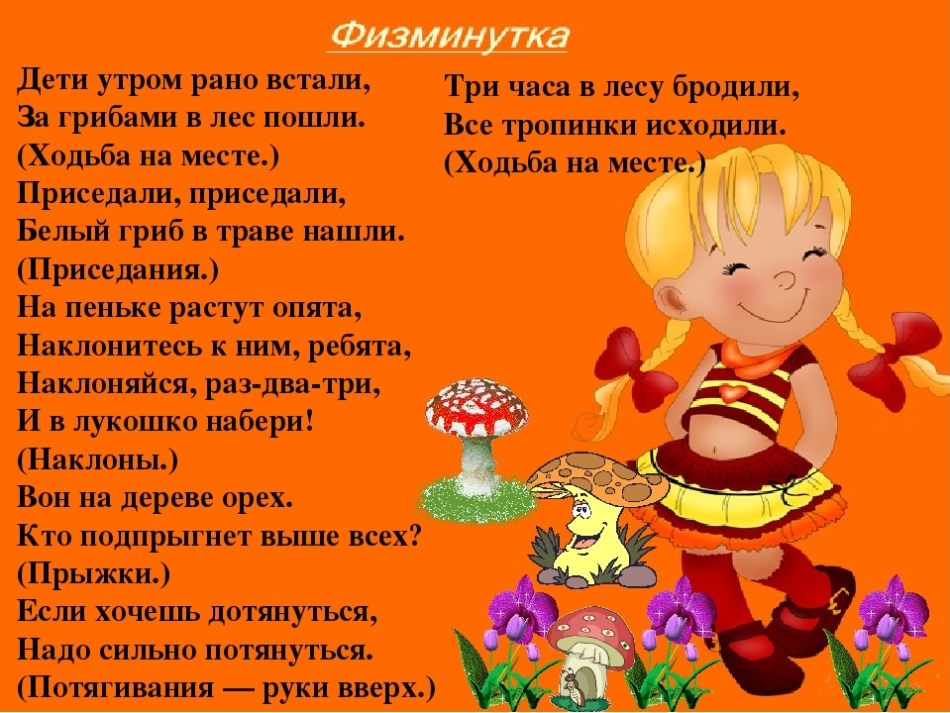 Физминутка
Дети утром рано встали,
За грибами в лес пошли.
(Ходьба на месте.)
Приседали, приседали,
Белый гриб в траве нашли.
(Приседания.)
На пеньке растут опята,
Наклонитесь к ним, ребята,
Наклоняйся, раз-два-три,
И в лукошко набери!
(Наклоны.)
Вон на дереве орех.
Кто подпрыгнет выше всех?
(Прыжки.)
Если хочешь дотянуться,
Надо сильно потянуться.
(Потягивания — руки вверх.)
Три часа в лесу бродили,
Все тропинки исходили.
(Ходьба на месте.)